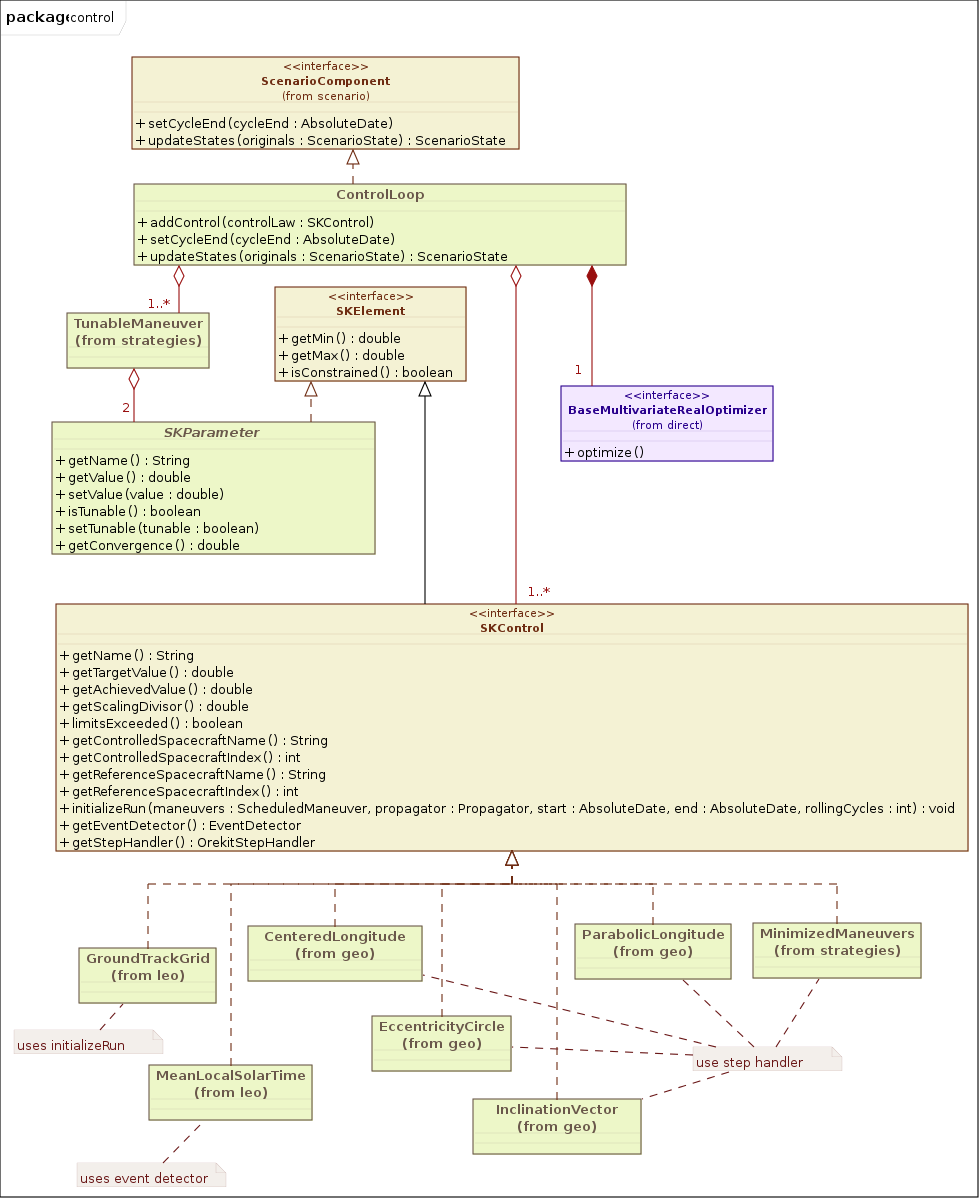 package control
<<interface>>
ScenarioComponent
(from scenario)
+ setCycleEnd(cycleEnd : AbsoluteDate)
+ updateStates(originals : ScenarioState) : ScenarioState
ControlLoop
+ addControl(controlLaw : SKControl)
+ setCycleEnd(cycleEnd : AbsoluteDate)
+ updateStates(originals : ScenarioState) : ScenarioState
1..*
TunableManeuver
(from strategies)
<<interface>>
SKElement
+ getMin() : double
+ getMax() : double
+ isConstrained() : boolean
1
<<interface>>
BaseMultivariateRealOptimizer
(from direct)
+ optimize()
2
SKParameter
+ getName() : String
+ getValue() : double
+ setValue(value : double)
+ isTunable() : boolean
+ setTunable(tunable : boolean)
+ getConvergence() : double
1..*
<<interface>>
SKControl
+ getName() : String
+ getTargetValue() : double
+ getAchievedValue() : double
+ getScalingDivisor() : double
+ limitsExceeded() : boolean
+ getControlledSpacecraftName() : String
+ getControlledSpacecraftIndex() : int
+ getReferenceSpacecraftName() : String
+ getReferenceSpacecraftIndex() : int
+ initializeRun(maneuvers : ScheduledManeuver, propagator : Propagator, start : AbsoluteDate, end : AbsoluteDate, rollingCycles : int) : void
+ getEventDetector() : EventDetector
+ getStepHandler() : OrekitStepHandler
GroundTrackGrid
(from leo)
CenteredLongitude
(from geo)
ParabolicLongitude
(from geo)
MinimizedManeuvers
(from strategies)
uses initializeRun
EccentricityCircle
(from geo)
use step handler
MeanLocalSolarTime
(from leo)
InclinationVector
(from geo)
uses event detector